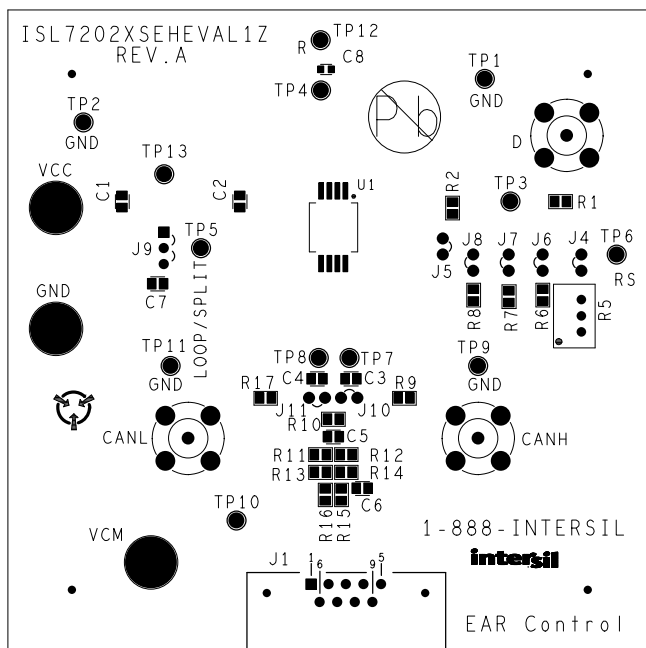 ISL7202XSEHEVAL1Z
REV.A
TP12
R
C8
TP4
Pb
TP1
GND
D
TP2
GND
TP13
VCC
C1
C2
U1
R2
TP3
R1
J9
TP5
J5
J8
J7
J6
J4
TP6
RS
C7
LOOP/SPLIT
R8
R7
R6
R5
GND
TP11
GND
TP8
TP7
TP9
GND
C4
C3
R17
R9
J11
J10
R10
CANL
C5
CANH
R11
R12
R13
R14
C6
R16
R15
TP10
VCM
1-888-INTERSIL
intersil
J1
1
6
9
5
EAR Control